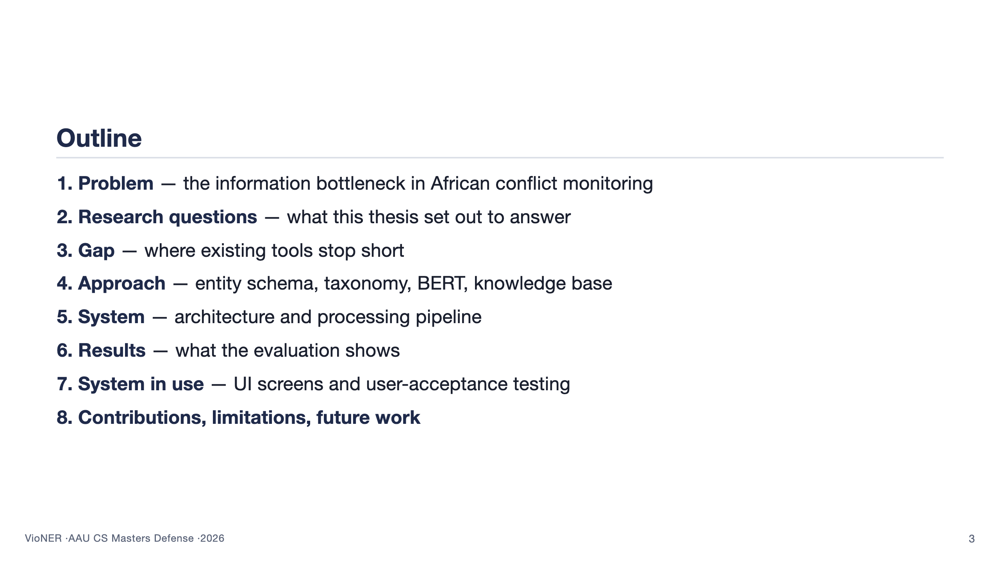 Outline
1. Problem — the information bottleneck in African conflict monitoring
2. Research questions — what this thesis set out to answer
3. Gap — where existing tools stop short
4. Approach — entity schema, taxonomy, BERT, knowledge base
5. System — architecture and processing pipeline
6. Results — what the evaluation shows
7. System in use — UI screens and user-acceptance testing
8. Contributions, limitations, future work
VioNER ·AAU CS Masters Defense ·2026
3